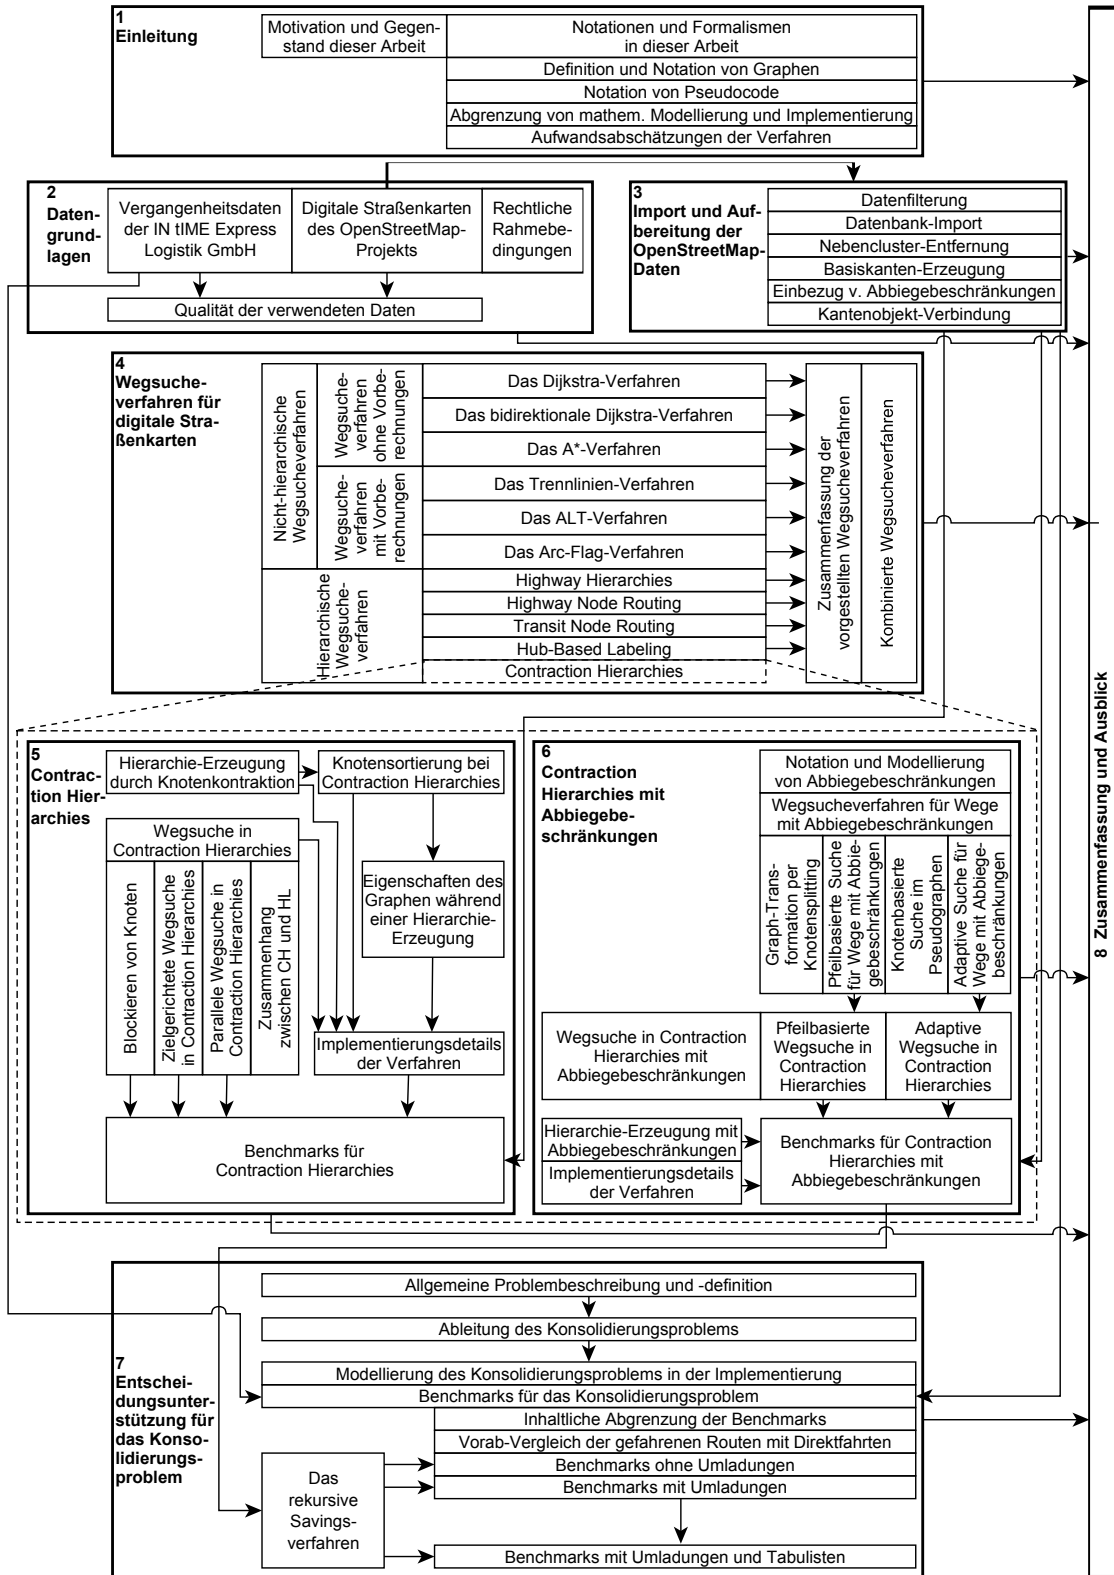 1
Einleitung
Motivation und Gegen-
stand dieser Arbeit
Notationen und Formalismen
in dieser Arbeit
Definition und Notation von Graphen
Notation von Pseudocode
Abgrenzung von mathem. Modellierung und Implementierung
Aufwandsabschätzungen der Verfahren
2
Daten-
grund-
lagen
Vergangenheitsdaten
der IN tIME Express
Logistik GmbH
Digitale Straßenkarten
des OpenStreetMap-
Projekts
Rechtliche
Rahmebe-
dingungen
Qualität der verwendeten Daten
3
Import und Auf-
bereitung der
OpenStreetMap-
Daten
Datenfilterung
Datenbank-Import
Nebencluster-Entfernung
Basiskanten-Erzeugung
Einbezug v. Abbiegebeschränkungen
Kantenobjekt-Verbindung
4
Wegsuche-
verfahren für
digitale Stra-
ßenkarten
Nicht-hierarchische
Wegsucheverfahren
Wegsuche-
verfahren
ohne Vorbe-
rechnungen
Wegsuche-
verfahren
mit Vorbe-
rechnungen
Hierarchische
Wegsuche-
verfahren
Das Dijkstra-Verfahren
Das bidirektionale Dijkstra-Verfahren
Das A*-Verfahren
Das Trennlinien-Verfahren
Das ALT-Verfahren
Das Arc-Flag-Verfahren
Highway Hierarchies
Highway Node Routing
Transit Node Routing
Hub-Based Labeling
Contraction Hierarchies
Zusammenfassung der
vorgestellten Wegsucheverfahren
Kombinierte Wegsucheverfahren
5
Contrac-
tion Hier-
archies
Hierarchie-Erzeugung
durch Knotenkontraktion
Knotensortierung bei
Contraction Hierarchies
Wegsuche in
Contraction Hierarchies
Blockieren von Knoten
Zielgerichtete Wegsuche
in Contraction Hierarchies
Parallele Wegsuche in
Contraction Hierarchies
Zusammenhang
zwischen CH und HL
Eigenschaften des
Graphen während
einer Hierarchie-
Erzeugung
Implementierungsdetails
der Verfahren
Benchmarks für
Contraction Hierarchies
6
Contraction
Hierarchies mit
Abbiegebe-
schränkungen
Notation und Modellierung
von Abbiegebeschränkungen
Wegsucheverfahren für Wege
mit Abbiegebeschränkungen
Graph-Trans-
formation per
Knotensplitting
Pfeilbasierte Suche
für Wege mit Abbie-
gebeschränkungen
Knotenbasierte
Suche im
Pseudographen
Adaptive Suche für
Wege mit Abbiege-
beschränkungen
Wegsuche in Contraction
Hierarchies mit
Abbiegebeschränkungen
Pfeilbasierte
Wegsuche in
Contraction
Hierarchies
Adaptive
Wegsuche in
Contraction
Hierarchies
Hierarchie-Erzeugung mit
Abbiegebeschränkungen
Implementierungsdetails
der Verfahren
Benchmarks für Contraction
Hierarchies mit
Abbiegebeschränkungen
7
Entschei-
dungsunter-
stützung für
das Konso-
lidierungs-
problem
Allgemeine Problembeschreibung und -definition
Ableitung des Konsolidierungsproblems
Modellierung des Konsolidierungsproblems in der Implementierung
Benchmarks für das Konsolidierungsproblem
Inhaltliche Abgrenzung der Benchmarks
Vorab-Vergleich der gefahrenen Routen mit Direktfahrten
Benchmarks ohne Umladungen
Benchmarks mit Umladungen
Das
rekursive
Savings-
verfahren
Benchmarks mit Umladungen und Tabulisten
8 Zusammenfassung und Ausblick